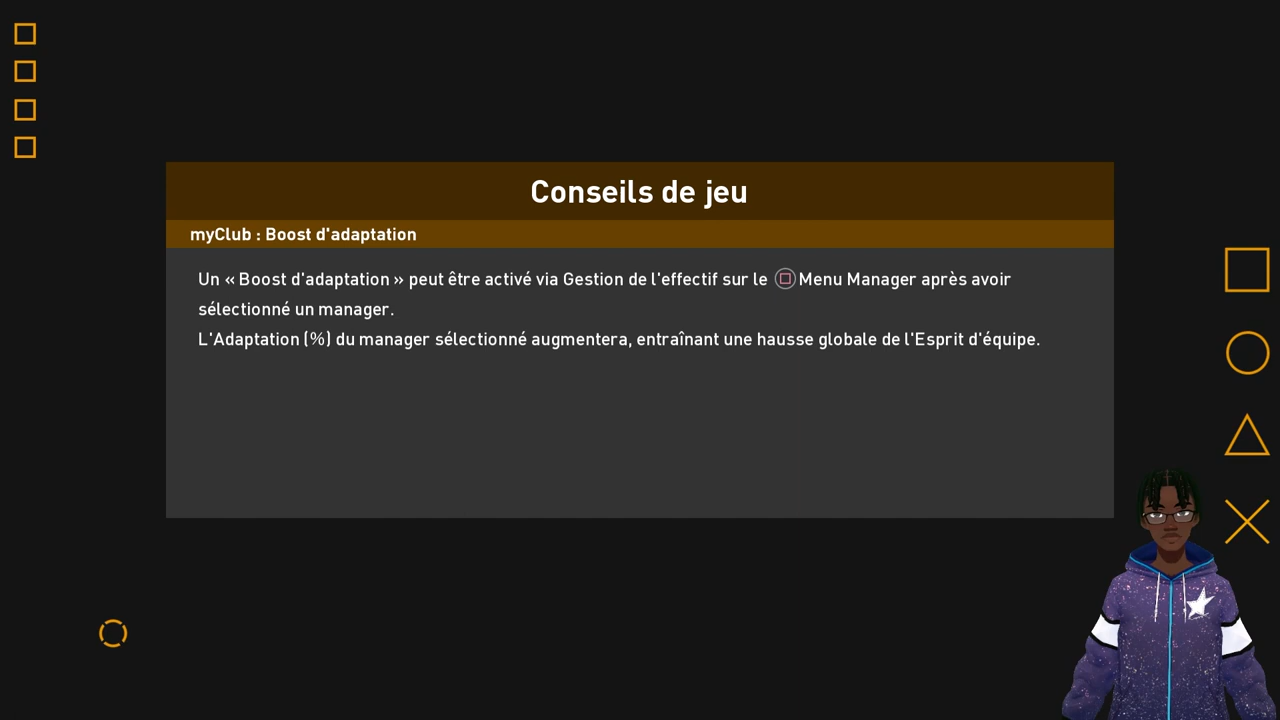 Conseils de jeu
myClub : Boost d'adaptation
Un « Boost d'adaptation » peut être activé via Gestion de l'effectif sur le Menu Manager après avoir
sélectionné un manager.
L'Adaptation (%) du manager sélectionné augmentera, entraînant une hausse globale de l'Esprit d'équipe.